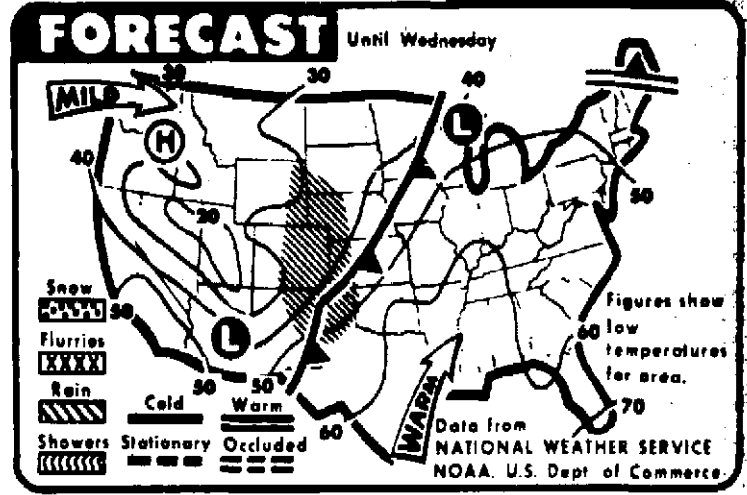 FORECAST Until Wednesday
30 30 40
MILD
H
L
40
20
50
Snow
50
Flurries
L
Figures show
60 low
temperatures
for area.
Rain
50 50
Cold Warm
60
WARM
70
Showers Stationary Occluded
Data from
NATIONAL WEATHER SERVICE
NOAA, U.S. Dept of Commerce